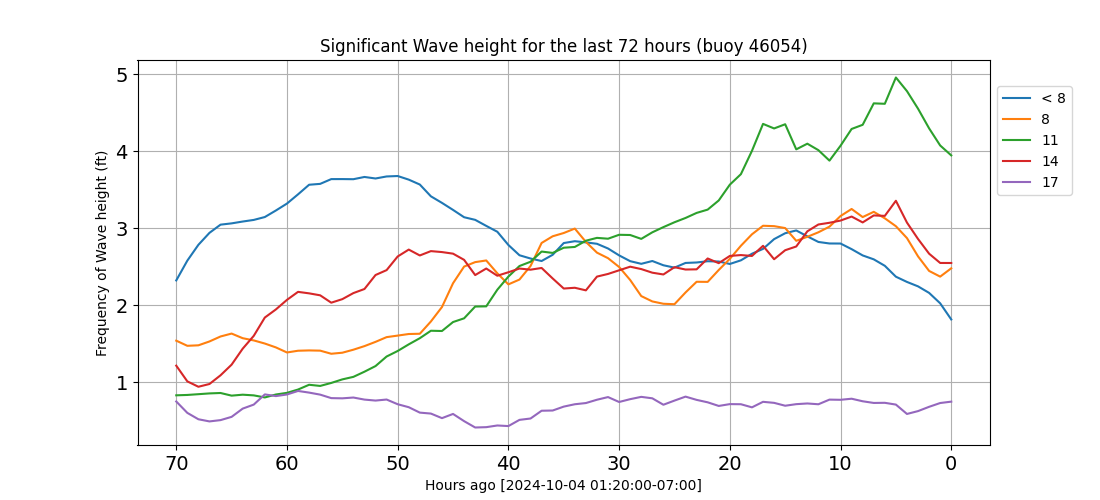 Significant Wave height for the last 72 hours (buoy 46054)
Frequency of Wave height (ft)
5
4
3
2
1
70 60 50 40 30 20 10 0
Hours ago [2024-10-04 01:20:00-07:00]
< 8
8
11
14
17